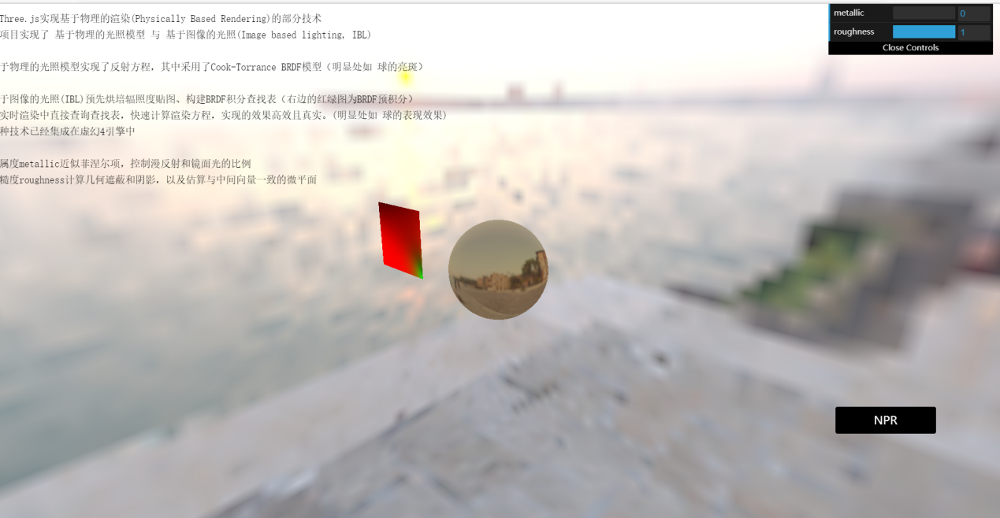 Three.js实现基于物理的渲染(Physically Based Rendering)的部分技术
项目实现了 基于物理的光照模型 与 基于图像的光照(Image based lighting, IBL)
于物理的光照模型实现了反射方程，其中采用了Cook-Torrance BRDF模型（明显处如 球的亮斑）
于图像的光照(IBL)预先烘培辐照度贴图、构建BRDF积分查找表（右边的红绿图为BRDF预积分）
实时渲染中直接查询查找表，快速计算渲染方程，实现的效果高效且真实。(明显处如 球的表现效果)
种技术已经集成在虚幻4引擎中
属度metallic近似菲涅尔项，控制漫反射和镜面光的比例
糙度roughness计算几何遮蔽和阴影，以及估算与中间向量一致的微平面
metallic 0
roughness 1
Close Controls
NPR